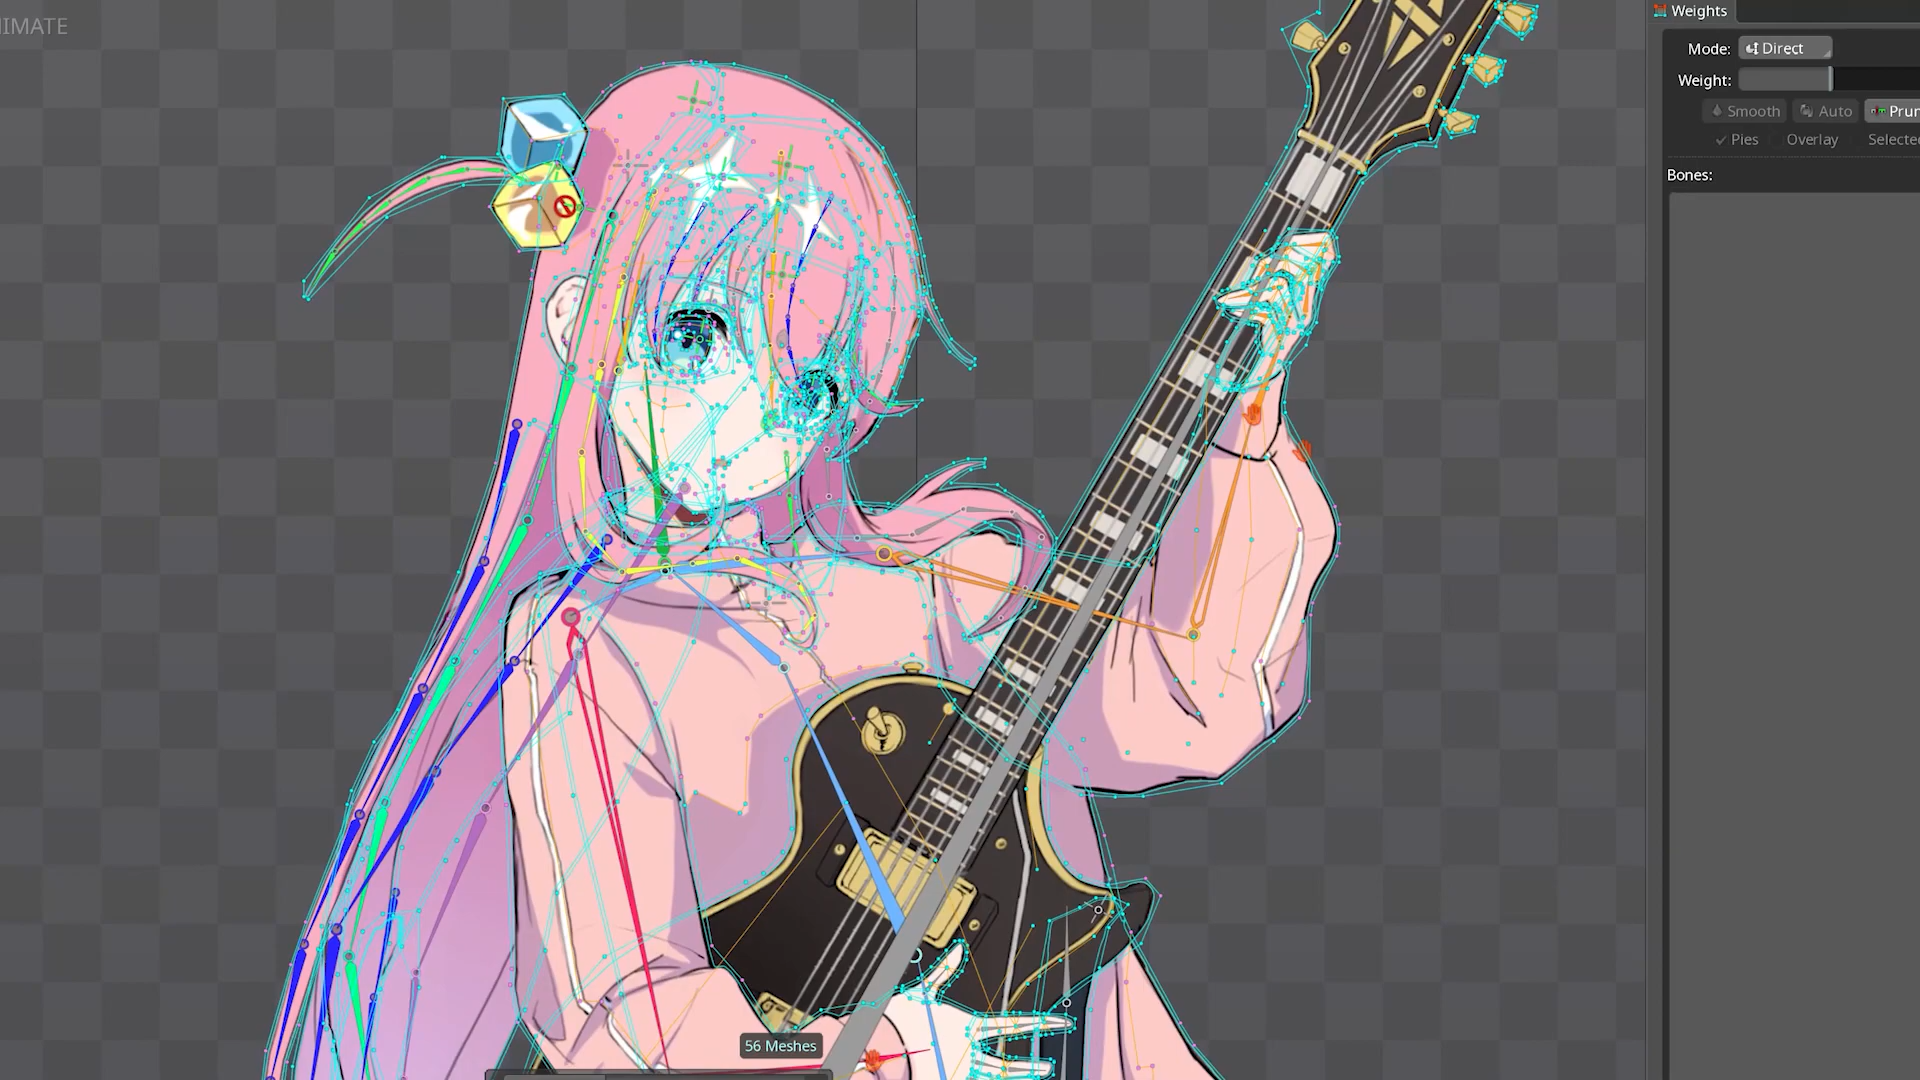 IMATE
Weights
Mode: Direct
Weight:
Smooth Auto Prun
Pies Overlay Selecte
Bones:
56 Meshes